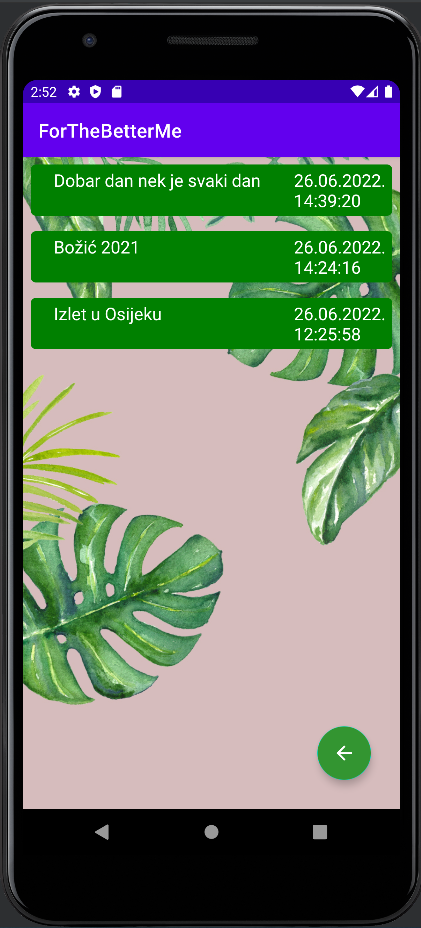 2:52
ForTheBetterMe
Dobar dan nek je svaki dan 26.06.2022.
14:39:20
Božić 2021 26.06.2022.
14:24:16
Izlet u Osijeku 26.06.2022.
12:25:58